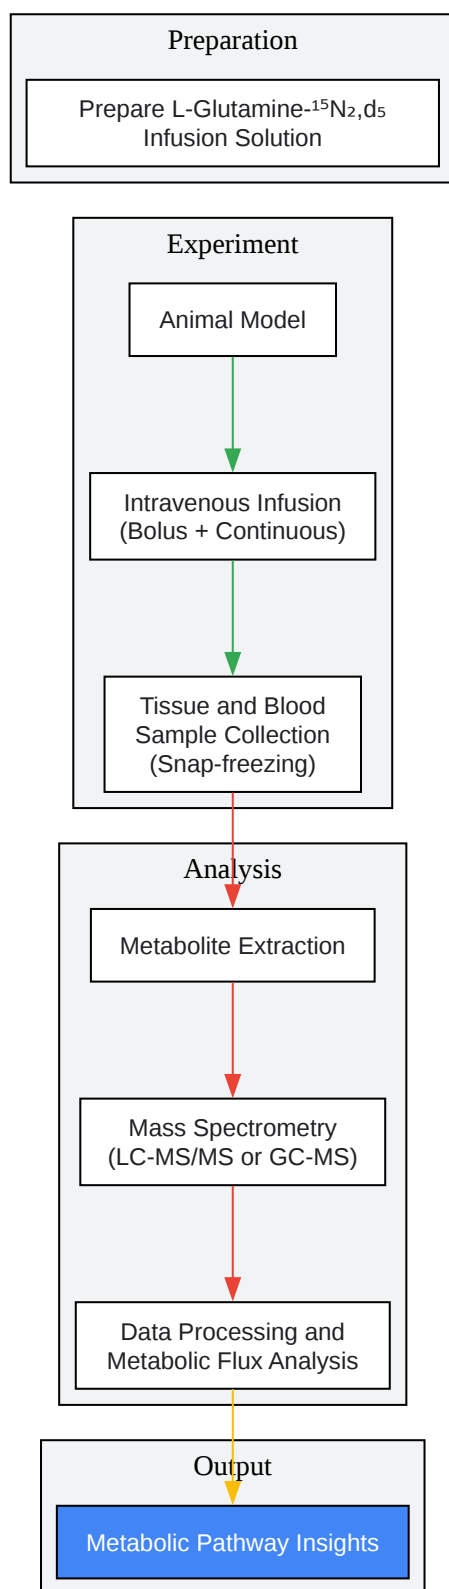 Preparation
Prepare L-Glutamine-¹⁵N₂,d₅
Infusion Solution
Experiment
Animal Model
Intravenous Infusion
(Bolus + Continuous)
Tissue and Blood
Sample Collection
(Snap-freezing)
Analysis
Metabolite Extraction
Mass Spectrometry
(LC-MS/MS or GC-MS)
Data Processing and
Metabolic Flux Analysis
Output
Metabolic Pathway Insights